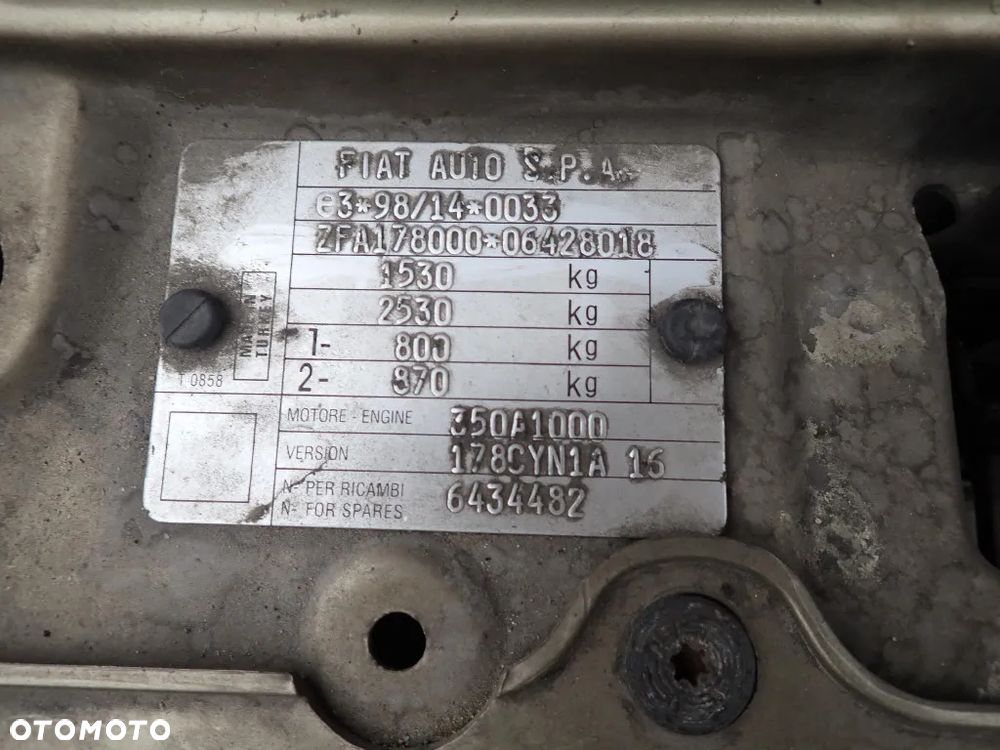 FIAT AUTO S.P.A.
e3*98/14*0033
ZFA178000*06428018
1530 kg
2530 kg
1- 800 kg
2- 870 kg
MADE IN
TURKEY
T 0858
MOTORE - ENGINE 350A1000
VERSION 178CYN1A 16
N° PER RICAMBI
N° FOR SPARES 6434482
OTOMOTO